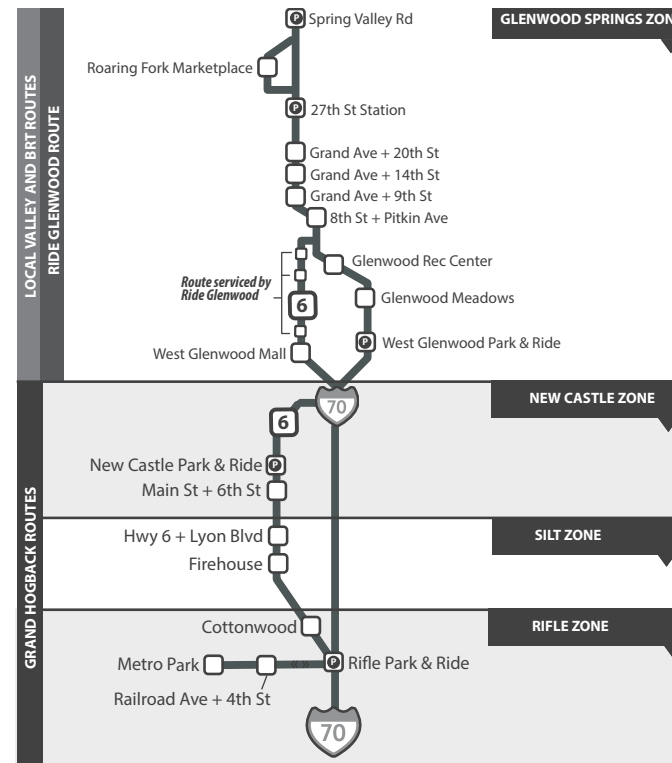 GLENWOOD SPRINGS ZON
Spring Valley Rd
Roaring Fork Marketplace
P
27th St Station
Grand Ave + 20th St
Grand Ave + 14th St
Grand Ave + 9th St
8th St + Pitkin Ave
Glenwood Rec Center
Route serviced by
Ride Glenwood
6
Glenwood Meadows
P
West Glenwood Park & Ride
West Glenwood Mall
LOCAL VALLEY AND BRT ROUTES
RIDE GLENWOOD ROUTE
NEW CASTLE ZONE
70
6
New Castle Park & Ride
P
Main St + 6th St
SILT ZONE
Hwy 6 + Lyon Blvd
Firehouse
RIFLE ZONE
Cottonwood
Metro Park
P
Rifle Park & Ride
Railroad Ave + 4th St
70
GRAND HOGBACK ROUTES
P